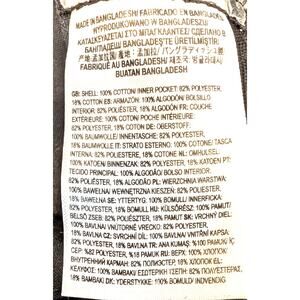 MADE IN BANGLADESH/ FABRICADO EN BANGLADÉS/
WYPRODUKOWANO W BANGLADESZU/
ΚΑΤΑΣΚΕΥΑΖΕΤΑΙ ΣΤΟ ΜΠΑΓΚΛΑΝΤΕΣ/ СДЕЛАНО В
БАНГЛАДЕШ/ BANGLADEŞ'TE ÜRETİLMİŞTİR/
产地:孟加拉国/ バングラディッシュ製
FABRIQUÉ AU BANGLADESH/ 제조국: 방글라데시
BUATAN BANGLADESH
GB: SHELL: 100% COTTON/ INNER POCKET: 82% POLYESTER,
18% COTTON ES: ARMAZÓN: 100% ALGODÓN/ BOLSILLO INTERIOR:
82% POLIÉSTER, 18% ALGODÓN FR: COUCHE
EXTÉRIEURE: 100% COTON/ POCHE INTÉRIEURE:
82% POLYESTER, 18% COTON DE: OBERSTOFF:
100% BAUMWOLLE/ INNENTASCHE: 82% POLYESTER,
18% BAUMWOLLE IT: STRATO ESTERNO: 100% COTONE/ TASCA
INTERNA: 82% POLIESTERE, 18% COTONE NL: OMHULSEL:
100% KATOEN/ BINNENZAK: 82% POLYESTER, 18% KATOEN PT:
TECIDO PRINCIPAL: 100% ALGODÃO/ BOLSO INTERIOR:
82% POLIÉSTER, 18% ALGODÃO PL: WIERZCHNIA WARSTWA:
100% BAWEŁNA/ WEWNĘTRZNA KIESZEŃ: 82% POLIESTER,
18% BAWEŁNA SE: YTTERTYG: 100% BOMULL/ INNERFICKA:
82% POLYESTER, 18% BOMULL HU: KÜLSŐRÉSZ: 100% PAMUT/
BELSŐ ZSEB: 82% POLIÉSZTER, 18% PAMUT SK: VRCHNÝ DIEL:
100% BAVLNA/ VNÚTORNÉ VRECKO: 82% POLYESTER,
18% BAVLNA CZ: SVRCHNÍ DÍL: 100% BAVLNA/ VNITŘNÍ KAPSA:
82% POLYESTER, 18% BAVLNA TR: ANA KUMAŞ: %100 PAMUK/ İÇ
CEP: %82 POLYESTER, %18 PAMUK RU: ВЕРХ: 100% ХЛОПОК/
ВНУТРЕННИЙ КАРМАН: 82% ПОЛИЭСТЕР, 18% ХЛОПОК EL:
ΚΕΛΥΦΟΣ: 100% ΒΑΜΒΑΚΙ/ ΕΣΩΤΕΡΙΚΗ ΤΣΕΠΗ: 82% ΠΟΛΥΕΣΤΕΡΑΣ,
18% ΒΑΜΒΑΚΙ DK: YDERSTYKKE: 110% BOMULD/ INDVENDIG